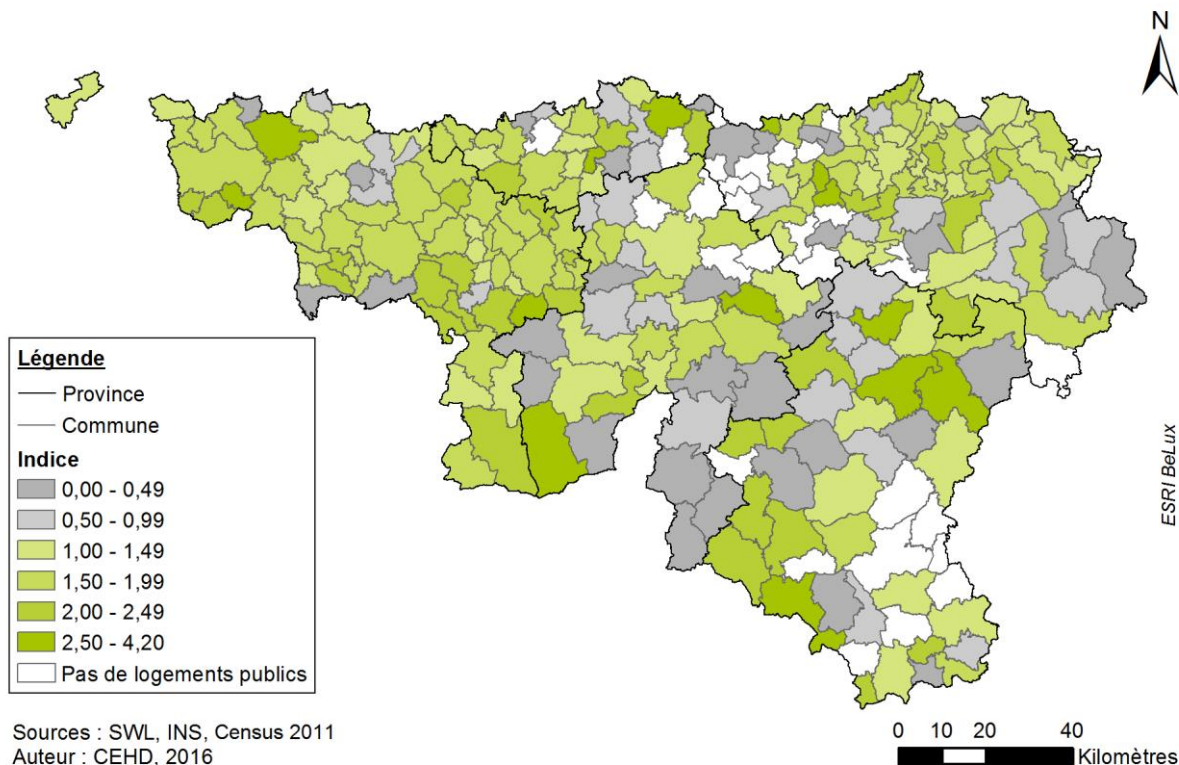 N
Légende
Province
Commune
Indice
0,00 - 0,49
0,50 - 0,99
1,00 - 1,49
1,50 - 1,99
2,00 - 2,49
2,50 - 4,20
Pas de logements publics
ESRI BeLux
Sources : SWL, INS, Census 2011
Auteur : CEHD, 2016
0 10 20 40
Kilomètres